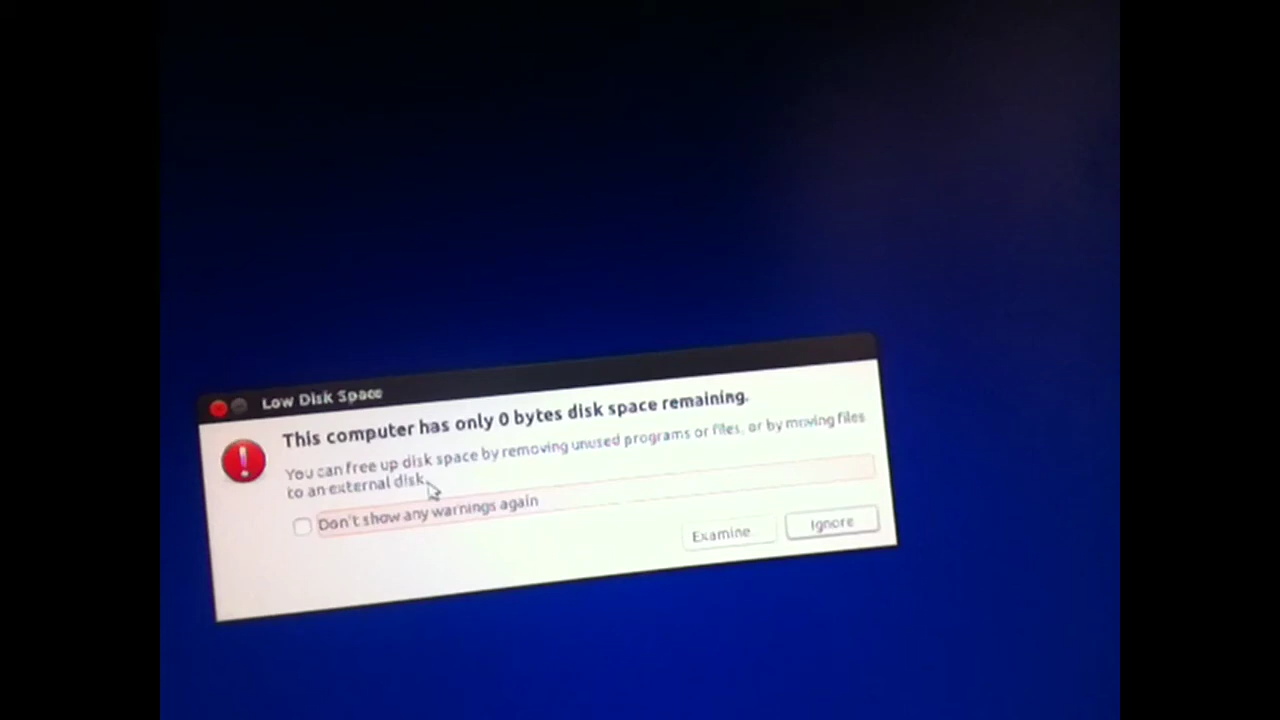 Low Disk Space
This computer has only 0 bytes disk space remaining.
You can free up disk space by removing unused programs or files, or by moving files
to an external disk.
Don't show any warnings again
Examine...
Ignore